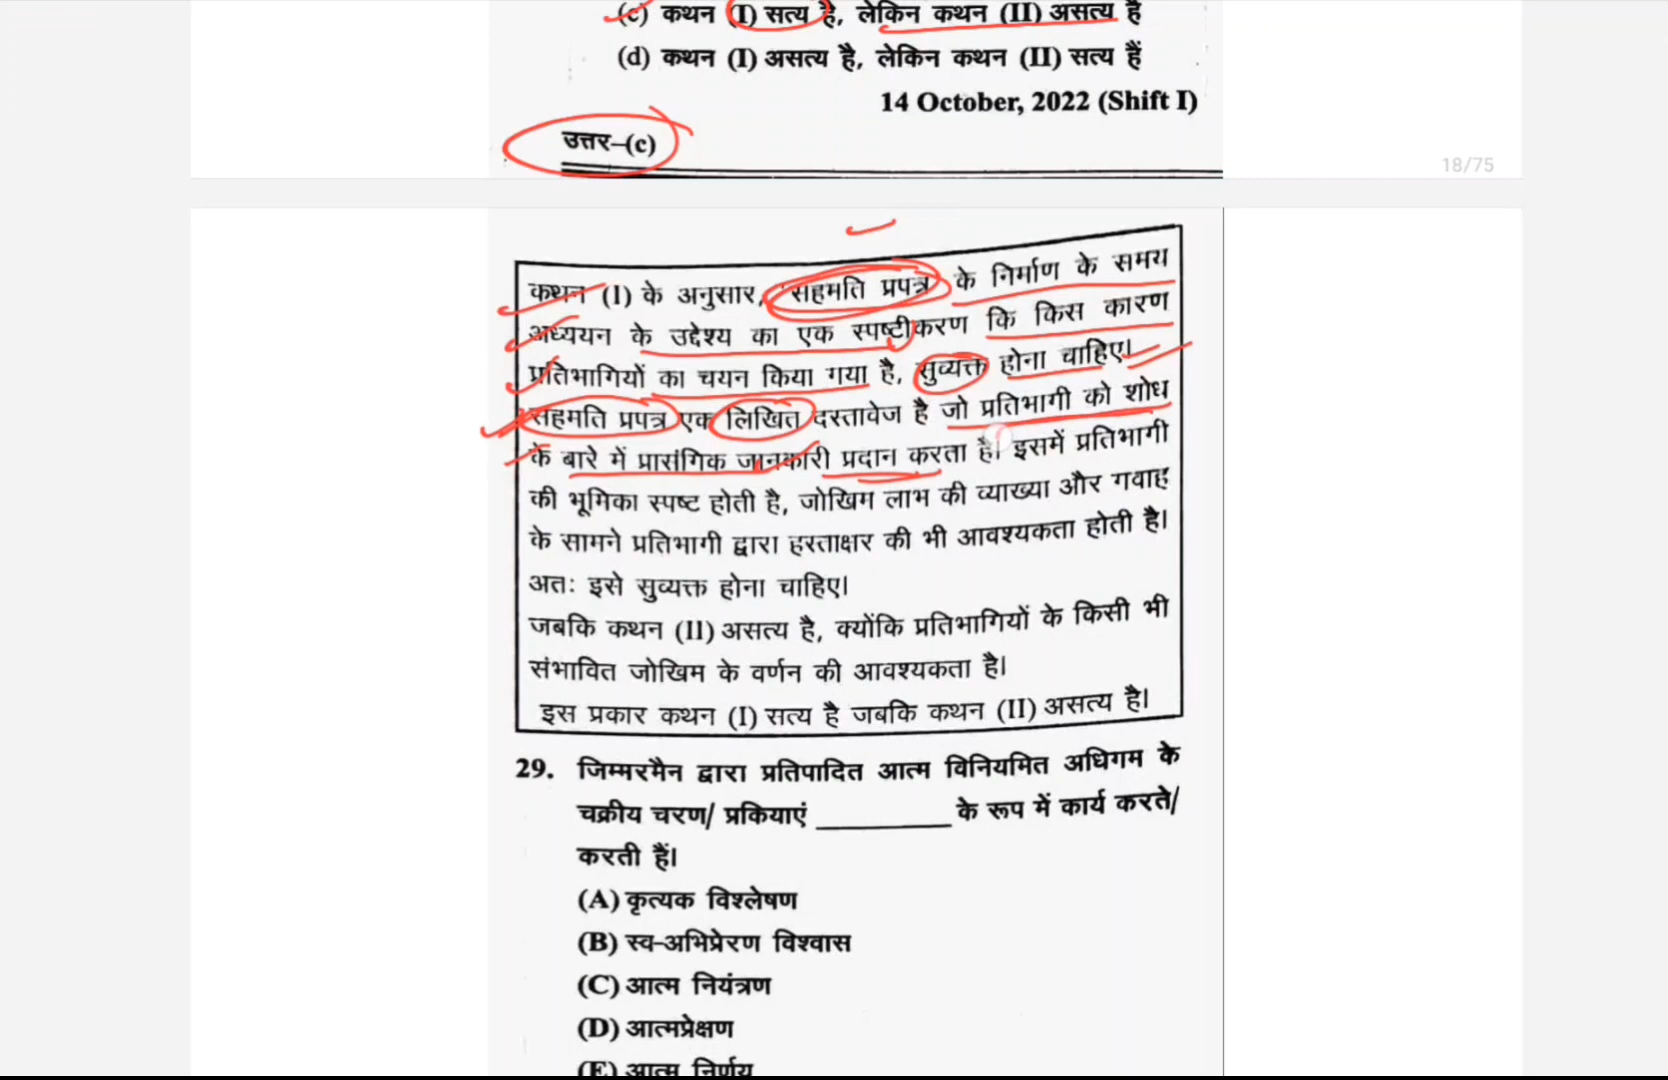 (c) कथन (I) सत्य है, लेकिन कथन (II) असत्य है
(d) कथन (I) असत्य है, लेकिन कथन (II) सत्य हैं
14 October, 2022 (Shift I)
उत्तर–(c)
18/75
कथन (I) के अनुसार, सहमति प्रपत्र के निर्माण के समय
अध्ययन के उद्देश्य का एक स्पष्टीकरण कि किस कारण
प्रतिभागियों का चयन किया गया है, सुव्यक्त होना चाहिए।
सहमति प्रपत्र एक लिखित दस्तावेज है जो प्रतिभागी को शोध
के बारे में प्रासंगिक जानकारी प्रदान करता है। इसमें प्रतिभागी
की भूमिका स्पष्ट होती है, जोखिम लाभ की व्याख्या और गवाह
के सामने प्रतिभागी द्वारा हस्ताक्षर की भी आवश्यकता होती है।
अतः इसे सुव्यक्त होना चाहिए।
जबकि कथन (II) असत्य है, क्योंकि प्रतिभागियों के किसी भी
संभावित जोखिम के वर्णन की आवश्यकता है।
इस प्रकार कथन (I) सत्य है जबकि कथन (II) असत्य है।
29. जिम्मरमैन द्वारा प्रतिपादित आत्म विनियमित अधिगम के
चक्रीय चरण/ प्रकियाएं __________ के रूप में कार्य करते/
करती हैं।
(A) कृत्यक विश्लेषण
(B) स्व-अभिप्रेरण विश्वास
(C) आत्म नियंत्रण
(D) आत्मप्रेक्षण
(E) आत्म निर्णय